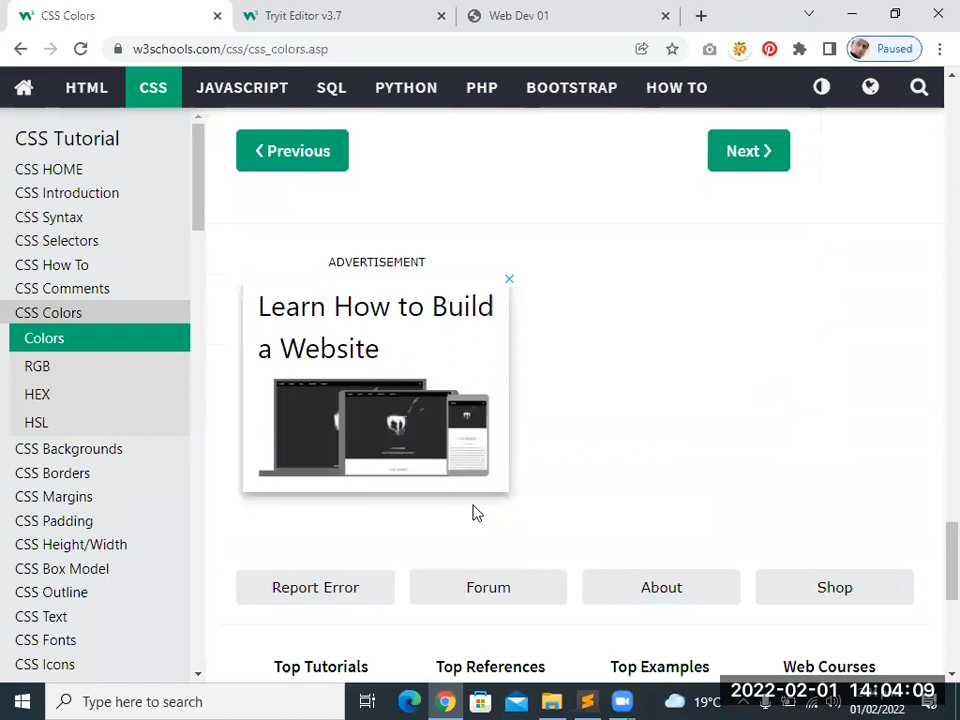 CSS Colors
Tryit Editor v3.7
Web Dev 01
w3schools.com/css/css_colors.asp
Paused
HTML
CSS
JAVASCRIPT
SQL
PYTHON
PHP
BOOTSTRAP
HOW TO
CSS Tutorial
CSS HOME
CSS Introduction
CSS Syntax
CSS Selectors
CSS How To
CSS Comments
CSS Colors
Colors
RGB
HEX
HSL
CSS Backgrounds
CSS Borders
CSS Margins
CSS Padding
CSS Height/Width
CSS Box Model
CSS Outline
CSS Text
CSS Fonts
CSS Icons
❮ Previous
Next ❯
ADVERTISEMENT
Learn How to Build
a Website
Report Error
Forum
About
Shop
Top Tutorials
Top References
Top Examples
Web Courses
Type here to search
19°C
2022-02-01 14:04:09
01/02/2022